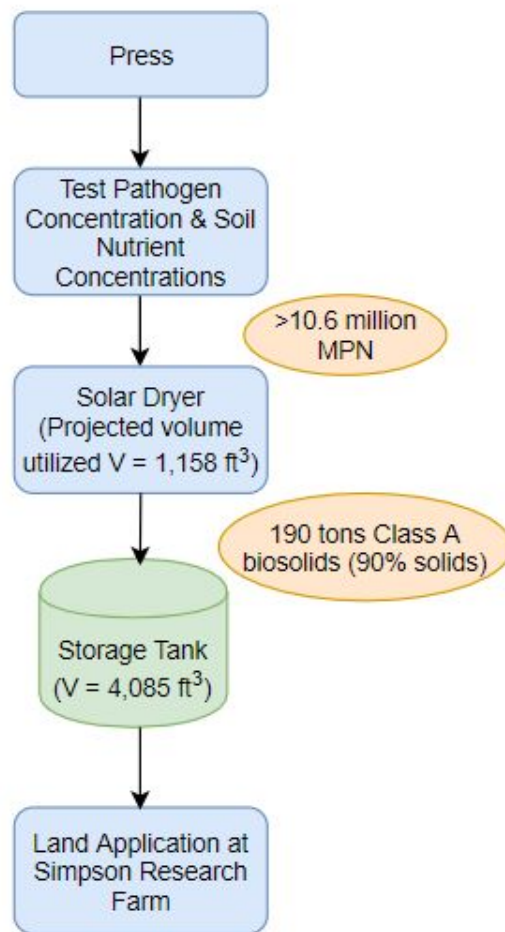 Press
Test Pathogen
Concentration & Soil
Nutrient
Concentrations
>10.6 million
MPN
Solar Dryer
(Projected volume
utilized V = 1,158 ft³)
190 tons Class A
biosolids (90% solids)
Storage Tank
(V = 4,085 ft³)
Land Application at
Simpson Research
Farm